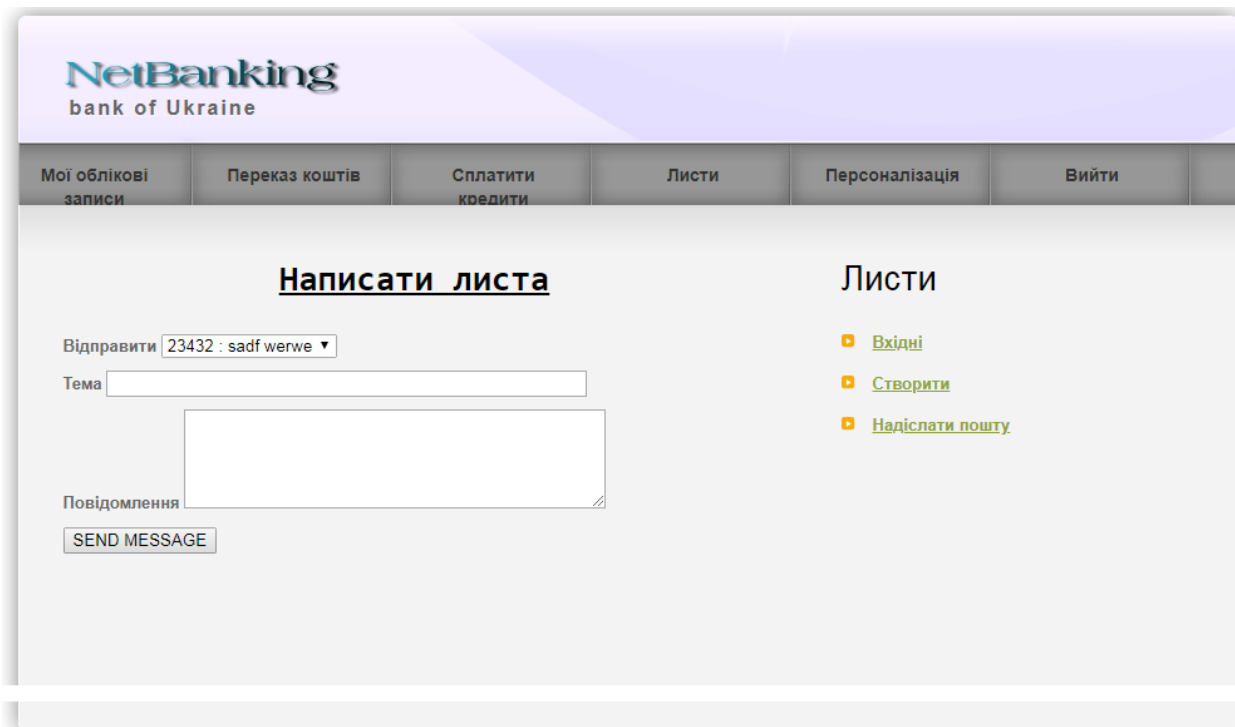 NetBanking
bank of Ukraine
Мої облікові записи
Переказ коштів
Сплатити кредити
Листи
Персоналізація
Вийти
Написати листа
Відправити 23432 : sadf werwe
Тема
Повідомлення
SEND MESSAGE
Листи
Вхідні
Створити
Надіслати пошту